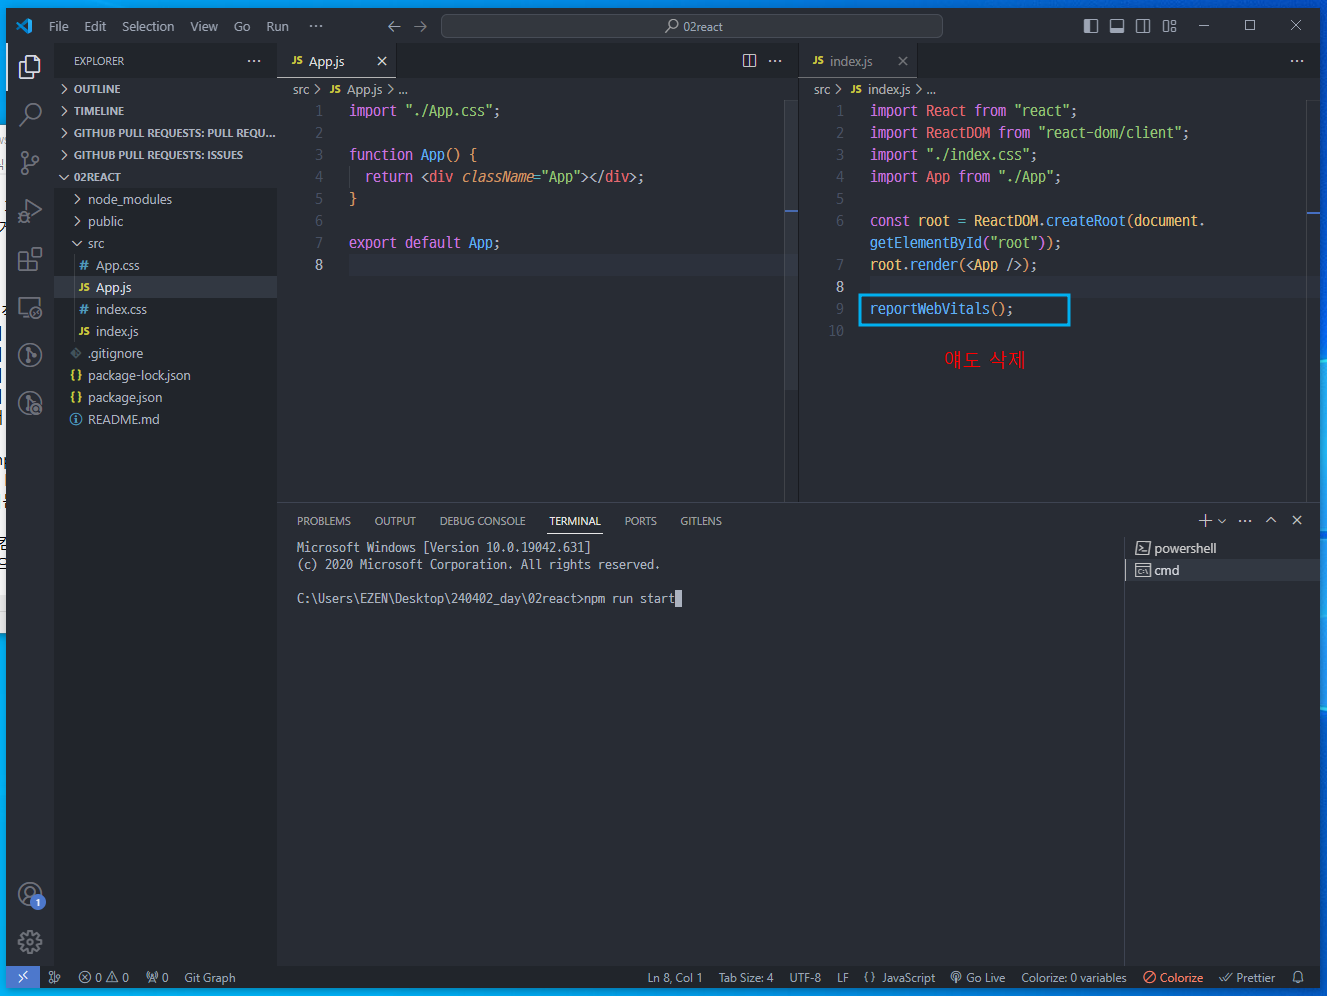 File Edit Selection View Go Run ··· ← → 02react
EXPLORER ···
OUTLINE
TIMELINE
GITHUB PULL REQUESTS: PULL REQU...
GITHUB PULL REQUESTS: ISSUES
02REACT
node_modules
public
src
# App.css
JS App.js
# index.css
JS index.js
.gitignore
{} package-lock.json
{} package.json
README.md
JS App.js ×
src > JS App.js > ...
1 import "./App.css";
2
3 function App() {
4 return <div className="App"></div>;
5 }
6
7 export default App;
8
JS index.js ×
src > JS index.js > ...
1 import React from "react";
2 import ReactDOM from "react-dom/client";
3 import "./index.css";
4 import App from "./App";
5
6 const root = ReactDOM.createRoot(document.
getElementById("root"));
7 root.render(<App />);
8
9 reportWebVitals();
10
애도 삭제
PROBLEMS OUTPUT DEBUG CONSOLE TERMINAL PORTS GITLENS
Microsoft Windows [Version 10.0.19042.631]
(c) 2020 Microsoft Corporation. All rights reserved.
C:\Users\EZEN\Desktop\240402_day\02react>npm run start
powershell
cmd
1
0 0 0 Git Graph Ln 8, Col 1 Tab Size: 4 UTF-8 LF {} JavaScript Go Live Colorize: 0 variables Colorize Prettier